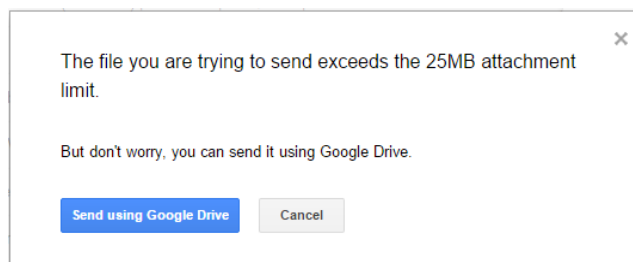 The file you are trying to send exceeds the 25MB attachment
limit.
But don't worry, you can send it using Google Drive.
Send using Google Drive
Cancel